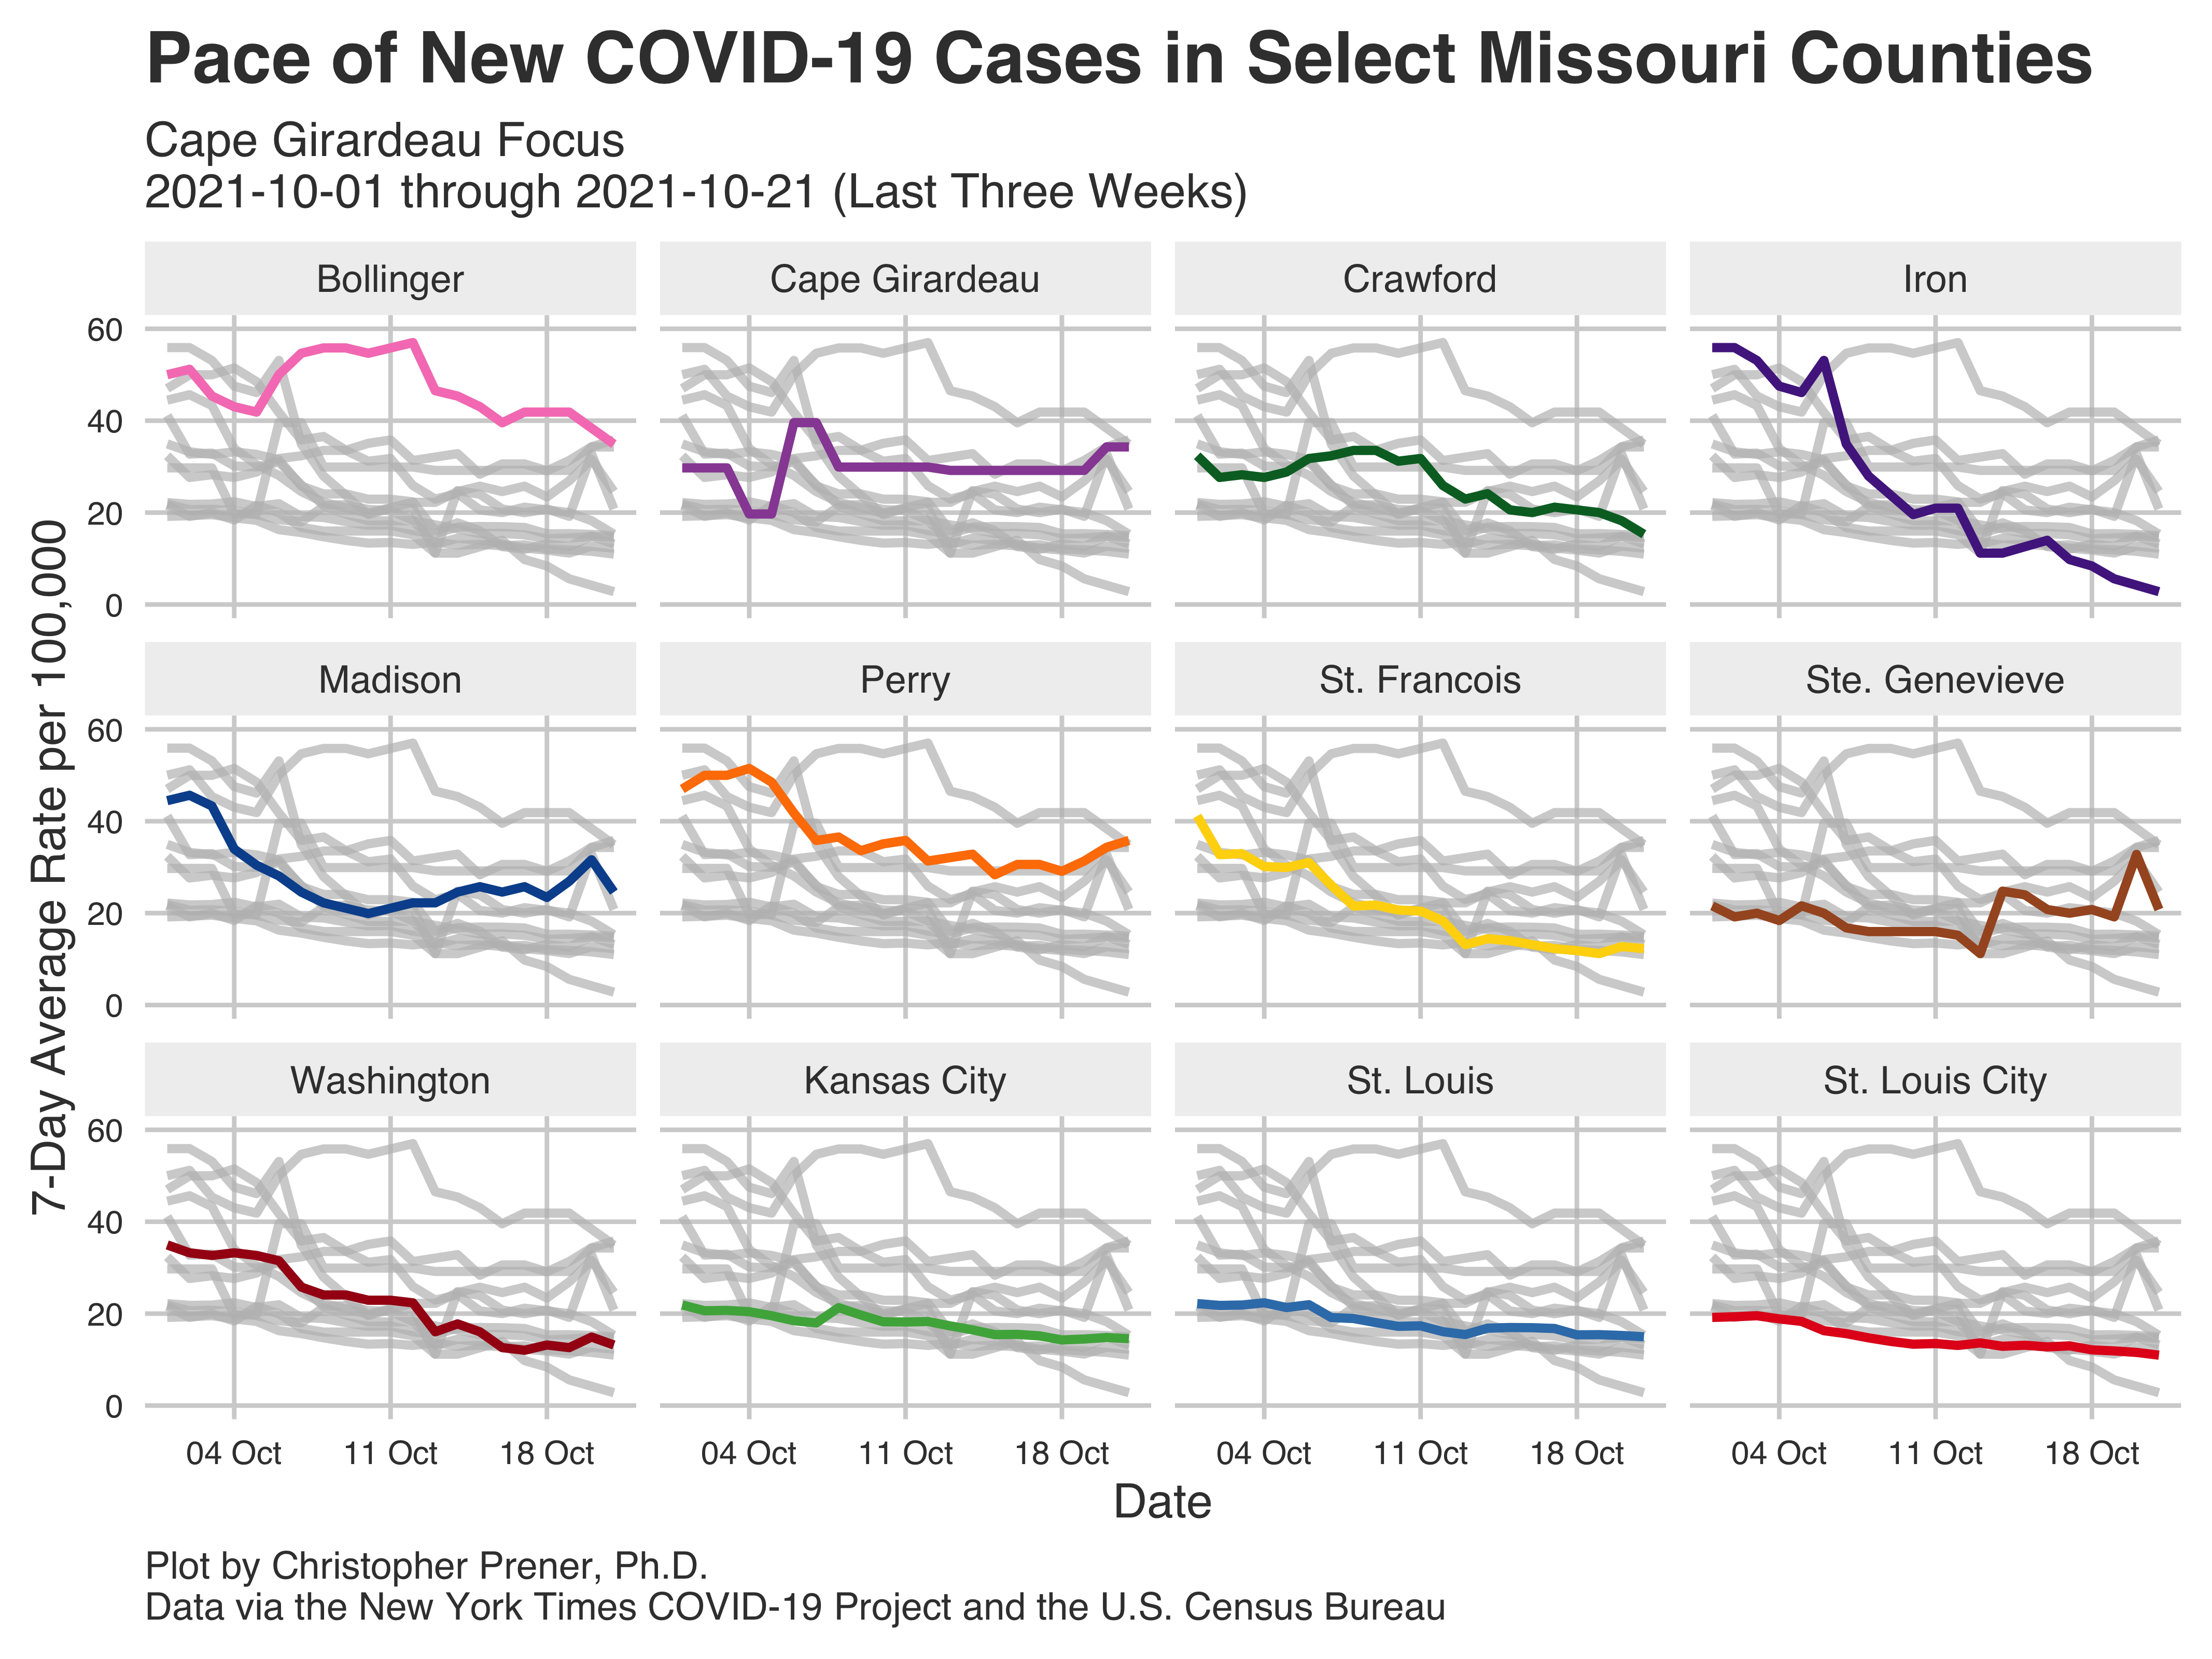 Pace of New COVID-19 Cases in Select Missouri Counties
Cape Girardeau Focus
2021-10-01 through 2021-10-21 (Last Three Weeks)
7-Day Average Rate per 100,000
Bollinger
Cape Girardeau
Crawford
Iron
60
40
20
0
Madison
Perry
St. Francois
Ste. Genevieve
60
40
20
0
Washington
Kansas City
St. Louis
St. Louis City
60
40
20
0
04 Oct 11 Oct 18 Oct
04 Oct 11 Oct 18 Oct
04 Oct 11 Oct 18 Oct
04 Oct 11 Oct 18 Oct
Date
Plot by Christopher Prener, Ph.D.
Data via the New York Times COVID-19 Project and the U.S. Census Bureau